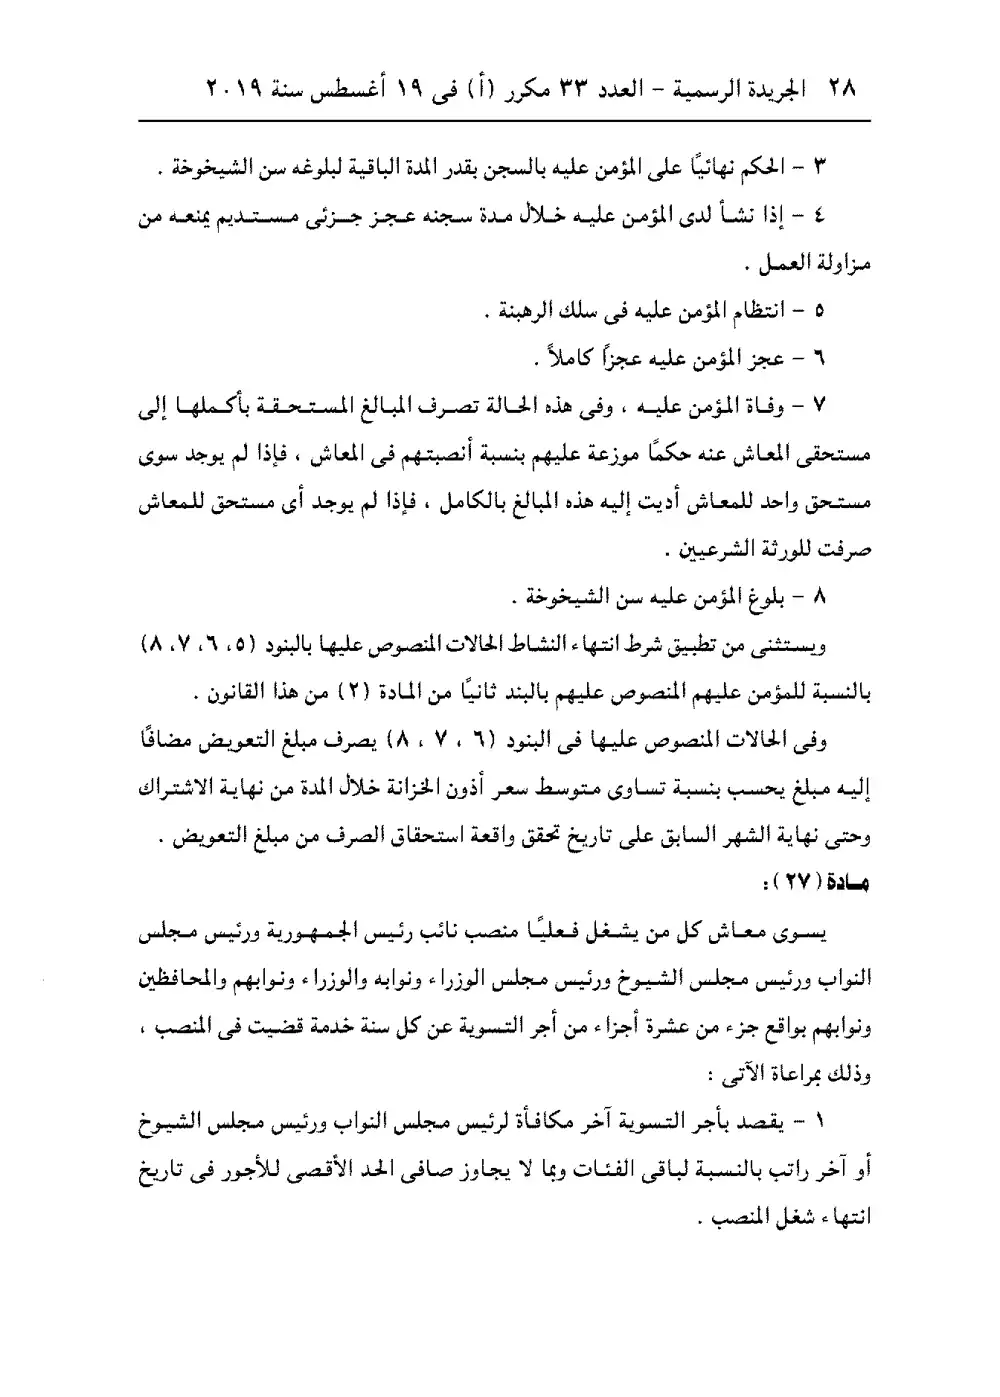 ٢٨ الجريدة الرسمية – العدد ٣٣ مكرر (أ) فى ١٩ أغسطس سنة ٢٠١٩
٣ – الحكم نهائيًا على المؤمن عليه بالسجن بقدر المدة الباقية لبلوغه سن الشيخوخة .
٤ – إذا نشأ لدى المؤمن عليه خلال مدة سجنه عجز جزئى مستديم يمنعه من
مزاولة العمل .
٥ – انتظام المؤمن عليه فى سلك الرهبنة .
٦ – عجز المؤمن عليه عجزًا كاملاً .
٧ – وفاة المؤمن عليه ، وفى هذه الحالة تصرف المبالغ المستحقة بأكملها إلى
مستحقى المعاش عنه حكمًا موزعة عليهم بنسبة أنصبتهم فى المعاش ، فإذا لم يوجد سوى
مستحق واحد للمعاش أديت إليه هذه المبالغ بالكامل ، فإذا لم يوجد أى مستحق للمعاش
صرفت للورثة الشرعيين .
٨ – بلوغ المؤمن عليه سن الشيخوخة .
ويستثنى من تطبيق شرط انتهاء النشاط الحالات المنصوص عليها بالبنود (٥، ٦، ٧، ٨)
بالنسبة للمؤمن عليهم المنصوص عليهم بالبند ثانيًا من المادة (٢) من هذا القانون .
وفى الحالات المنصوص عليها فى البنود (٦ ، ٧ ، ٨) يصرف مبلغ التعويض مضافًا
إليه مبلغ يحسب بنسبة تساوى متوسط سعر أذون الخزانة خلال المدة من نهاية الاشتراك
وحتى نهاية الشهر السابق على تاريخ تحقق واقعة استحقاق الصرف من مبلغ التعويض .
مادة (٢٧) :
يسوى معاش كل من يشغل فعليًا منصب نائب رئيس الجمهورية ورئيس مجلس
النواب ورئيس مجلس الشيوخ ورئيس مجلس الوزراء ونوابه والوزراء ونوابهم والمحافظين
ونوابهم بواقع جزء من عشرة أجزاء من أجر التسوية عن كل سنة خدمة قضيت فى المنصب ،
وذلك بمراعاة الآتى :
١ – يقصد بأجر التسوية آخر مكافأة لرئيس مجلس النواب ورئيس مجلس الشيوخ
أو آخر راتب بالنسبة لباقى الفئات وبما لا يجاوز صافى الحد الأقصى للأجور فى تاريخ
انتهاء شغل المنصب .